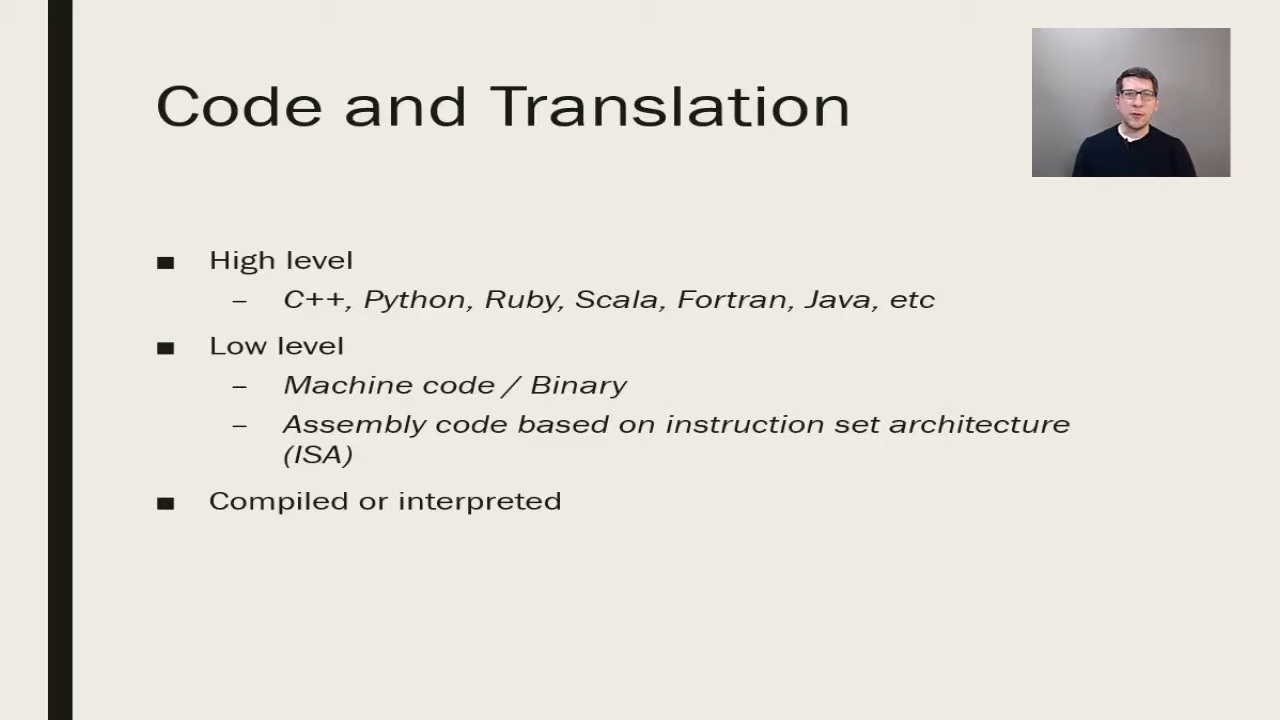 Code and Translation
■ High level
– C++, Python, Ruby, Scala, Fortran, Java, etc
■ Low level
– Machine code / Binary
– Assembly code based on instruction set architecture
(ISA)
■ Compiled or interpreted